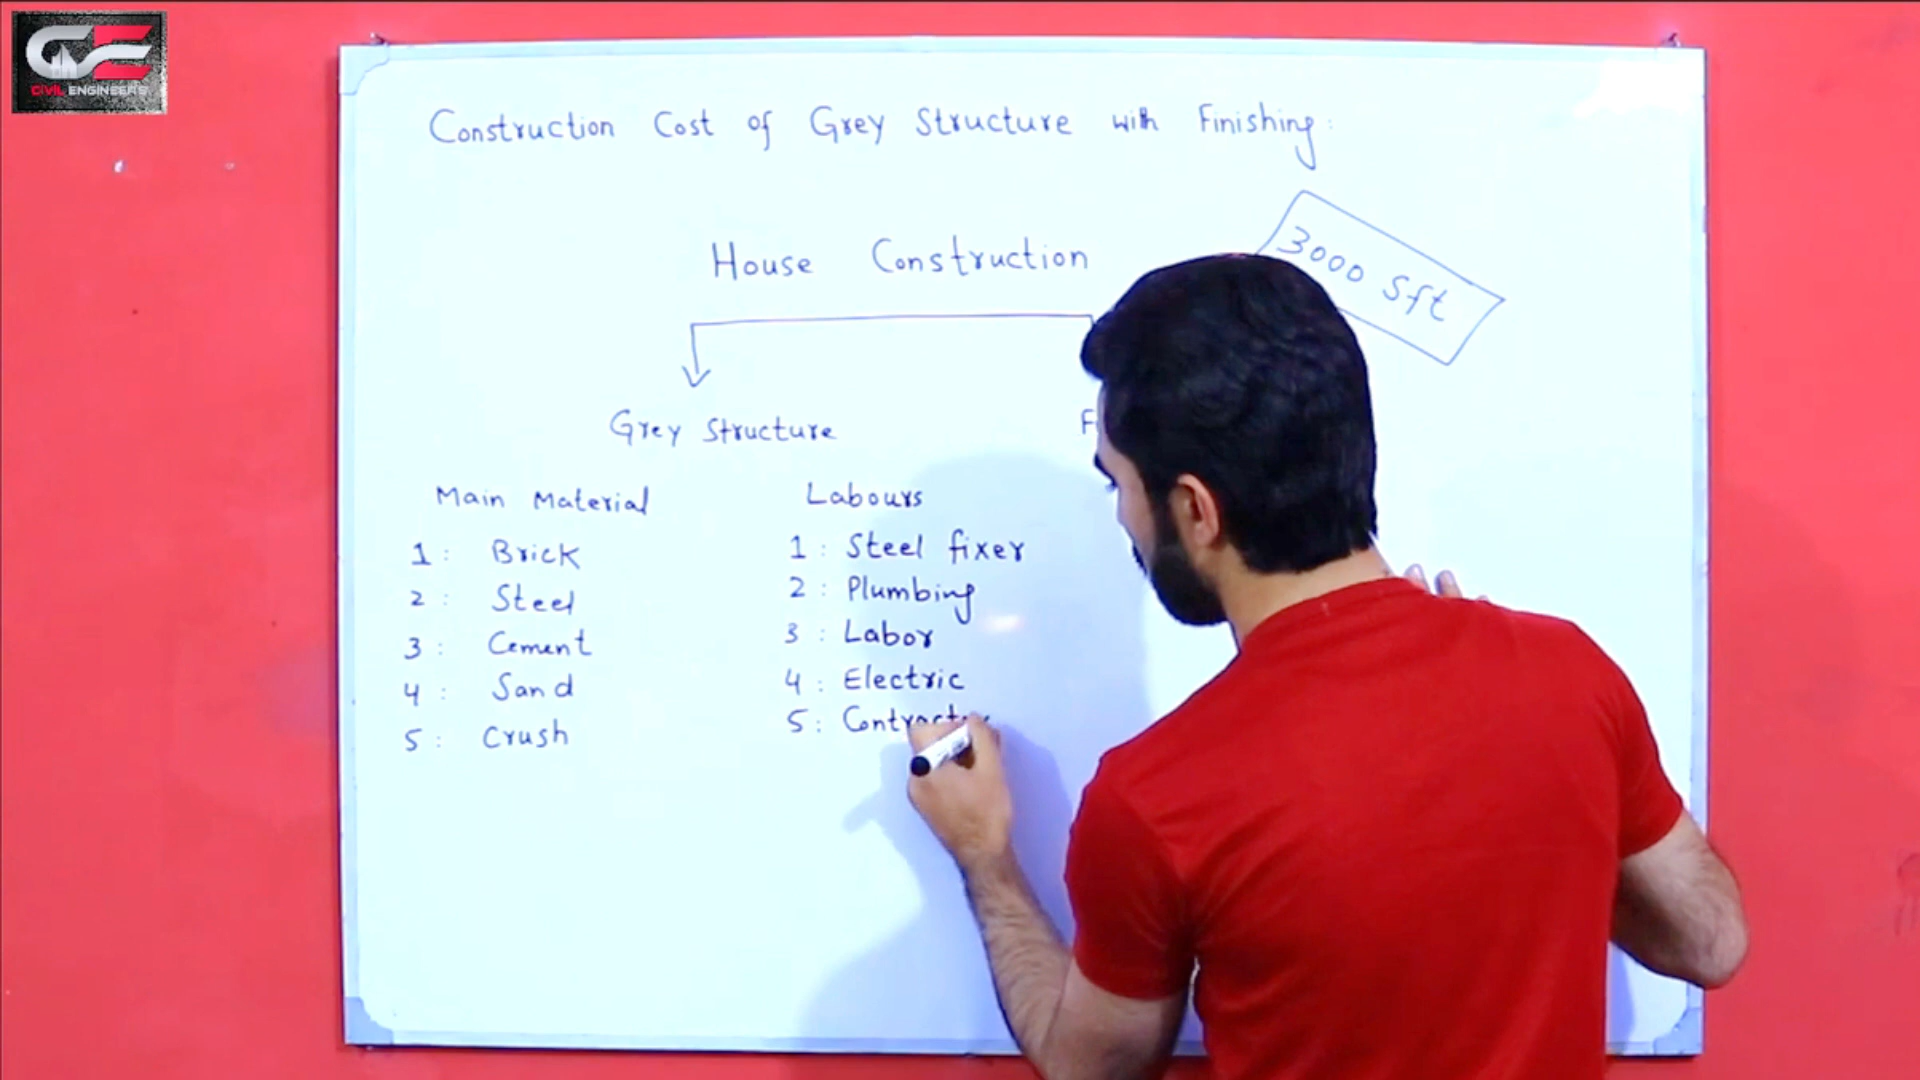 CIVIL ENGINEERS
Construction Cost of Grey Structure with Finishing:
3000 Sft
House Construction
Grey Structure
Main Material
1: Brick
2: Steel
3: Cement
4: Sand
5: Crush
Labours
1: Steel fixer
2: Plumbing
3: Labor
4: Electric
5: